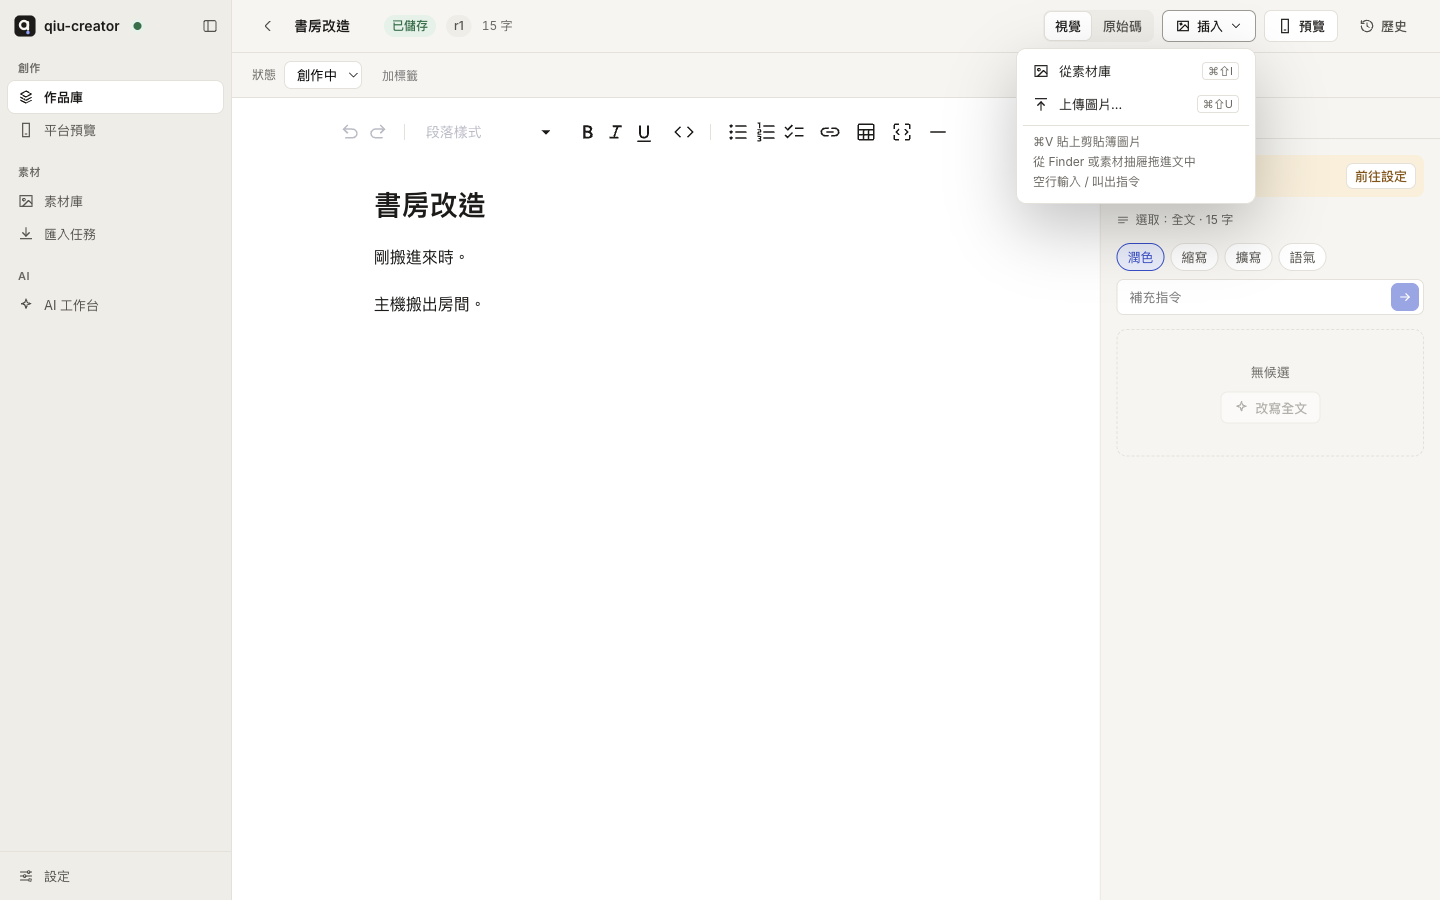 qiu-creator
創作
作品庫
平台預覽
素材
素材庫
匯入任務
AI
AI 工作台
設定
書房改造
已儲存
r1
15 字
視覺
原始碼
插入
預覽
歷史
狀態
創作中
加標籤
從素材庫
⌘⇧I
上傳圖片...
⌘⇧U
⌘V 貼上剪貼簿圖片
從 Finder 或素材抽屜拖進文中
空行輸入 / 叫出指令
段落樣式
書房改造
剛搬進來時。
主機搬出房間。
前往設定
選取：全文 · 15 字
潤色
縮寫
擴寫
語氣
補充指令
無候選
改寫全文